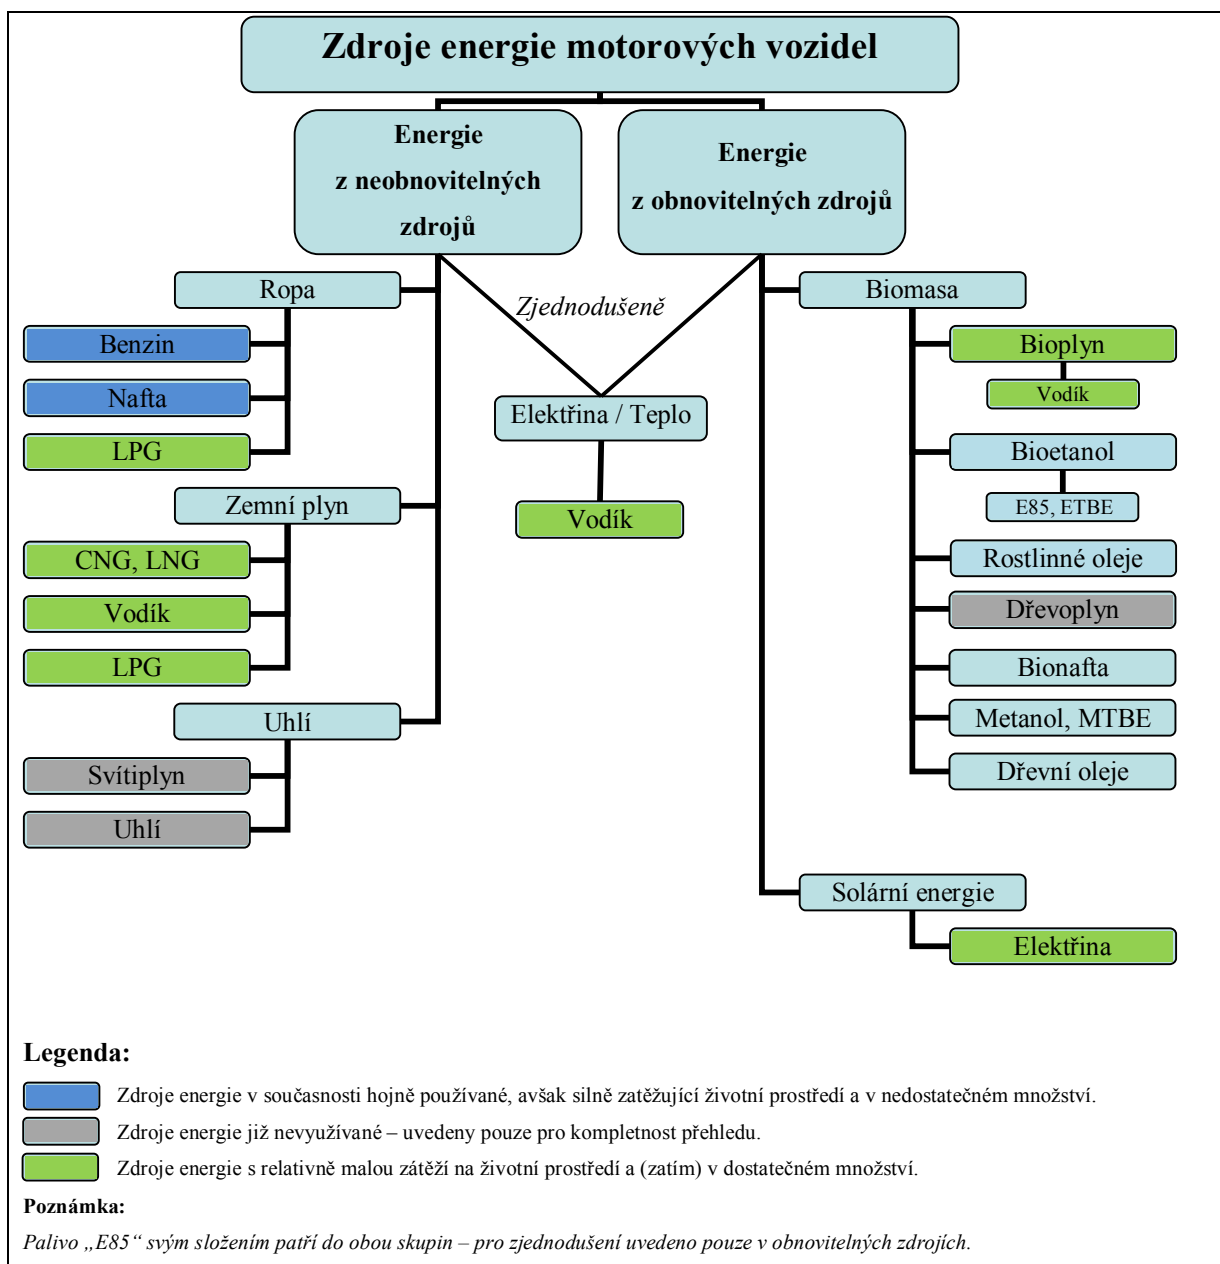 Zdroje energie motorových vozidel
Energie
z neobnovitelných
zdrojů
Energie
z obnovitelných zdrojů
Zjednodušeně
Ropa
Benzin
Nafta
LPG
Zemní plyn
CNG, LNG
Vodík
LPG
Uhlí
Svítiplyn
Uhlí
Elektřina / Teplo
Vodík
Biomasa
Bioplyn
Vodík
Bioetanol
E85, ETBE
Rostlinné oleje
Dřevoplyn
Bionafta
Metanol, MTBE
Dřevní oleje
Solární energie
Elektřina
Legenda:
Zdroje energie v současnosti hojně používané, avšak silně zatěžující životní prostředí a v nedostatečném množství.
Zdroje energie již nevyužívané – uvedeny pouze pro kompletnost přehledu.
Zdroje energie s relativně malou zátěží na životní prostředí a (zatím) v dostatečném množství.
Poznámka:
Palivo „E85“ svým složením patří do obou skupin – pro zjednodušení uvedeno pouze v obnovitelných zdrojích.